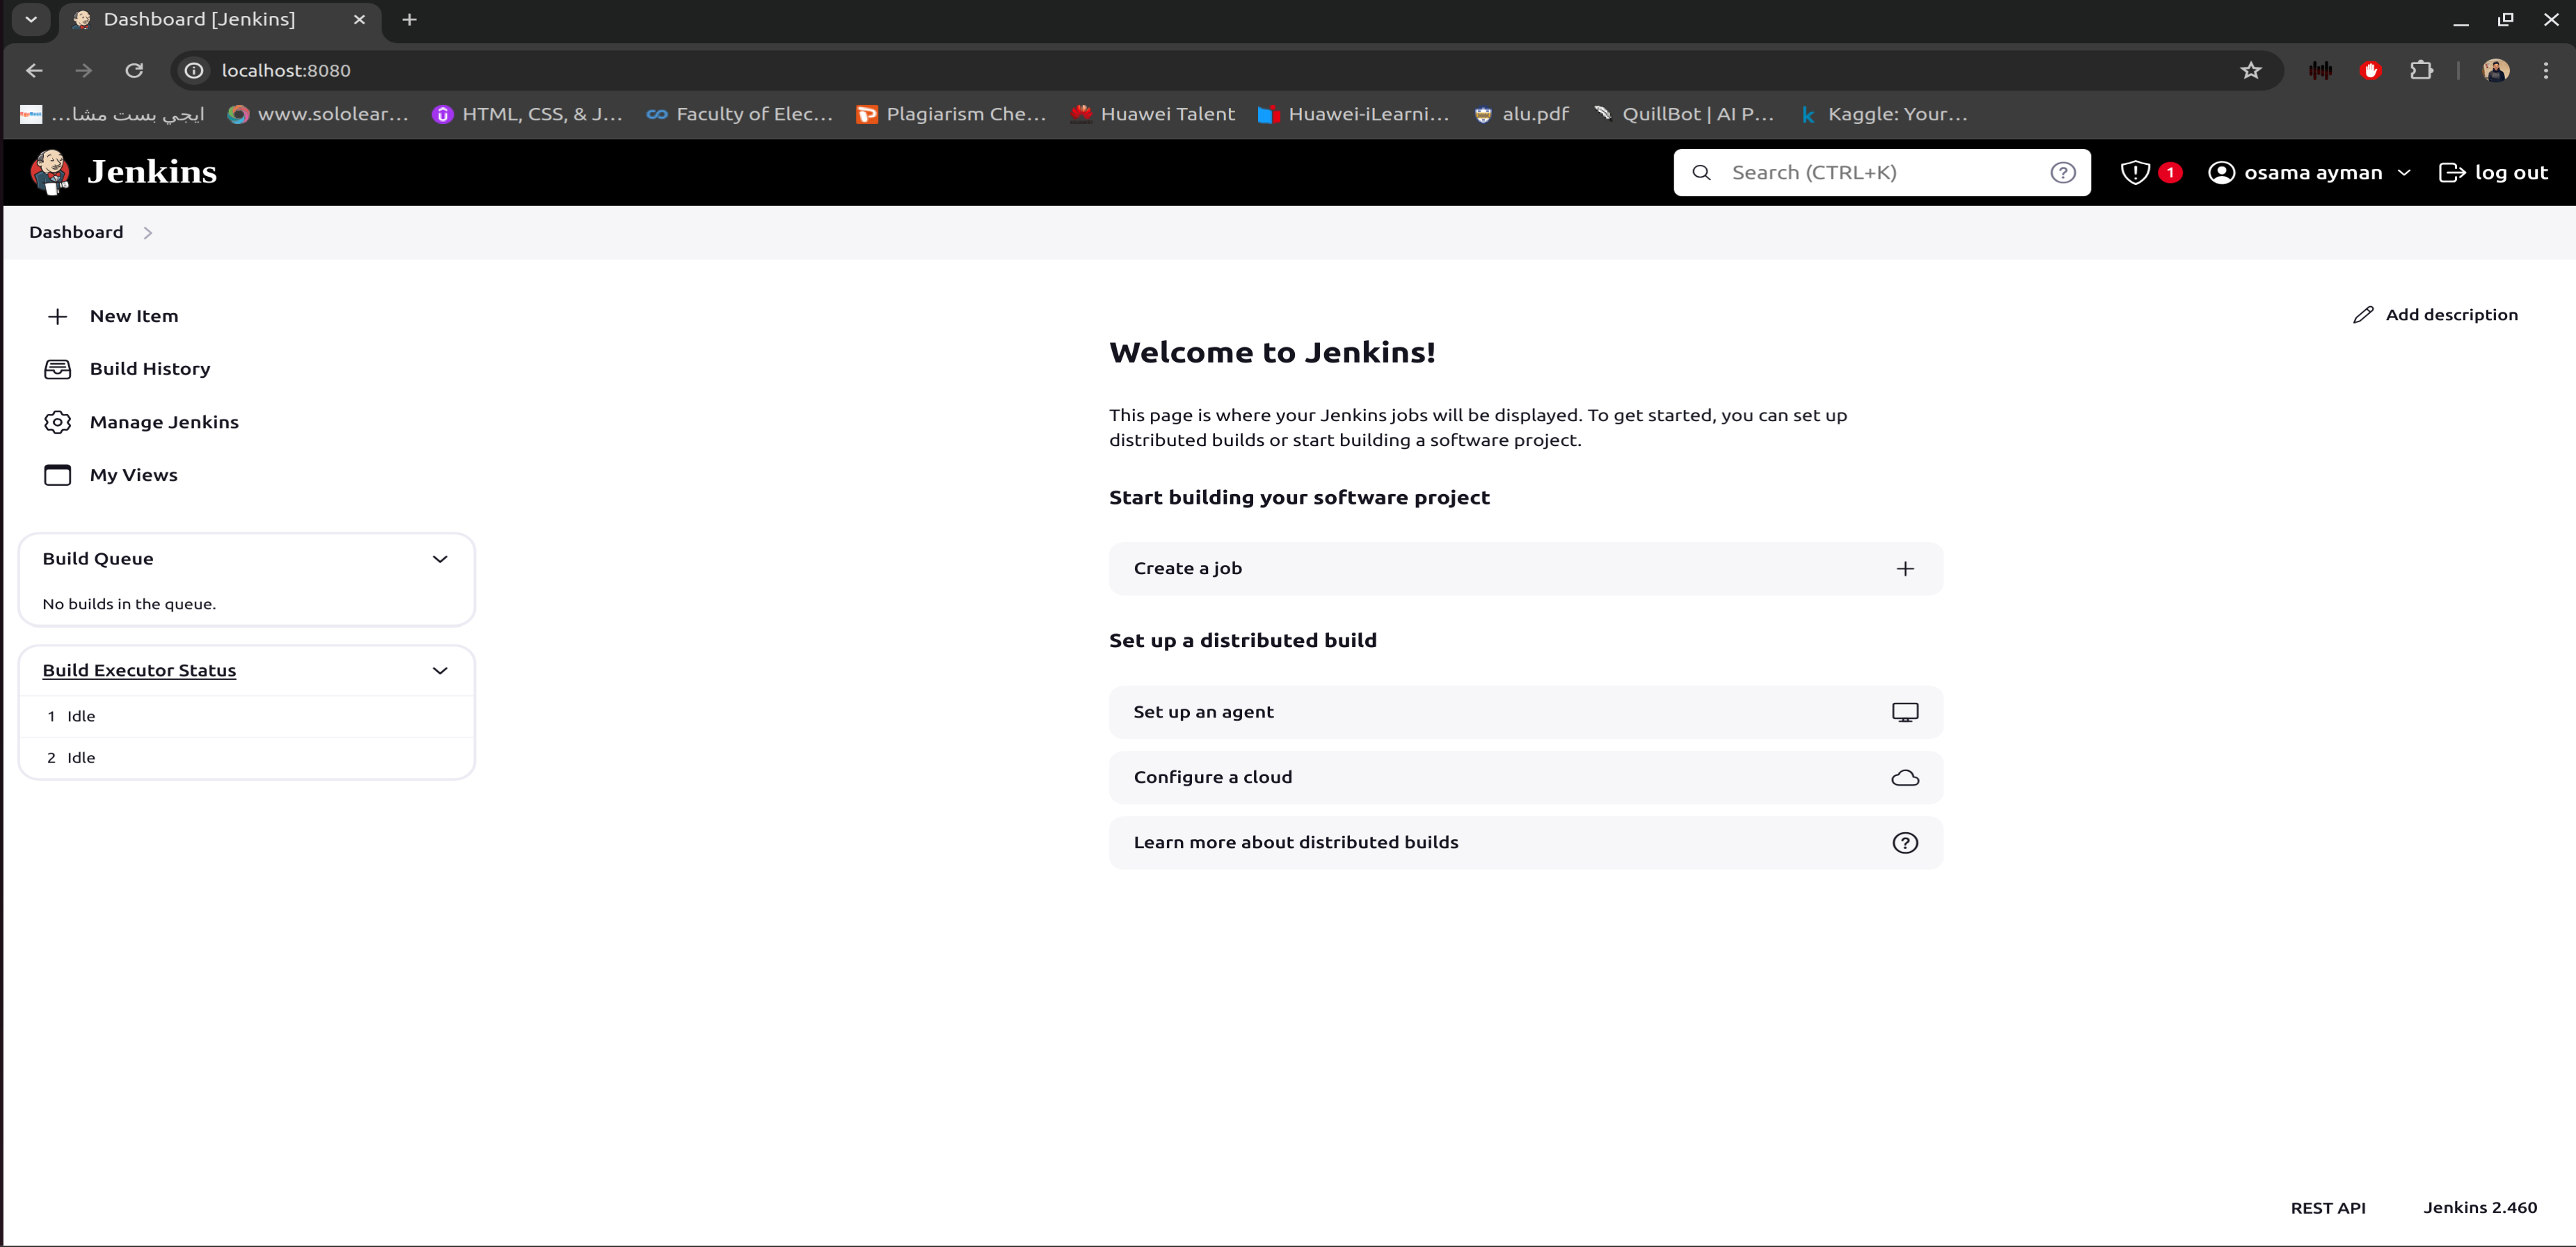 Dashboard [Jenkins]
localhost:8080
ايجي بست مشا...
www.sololear...
HTML, CSS, & J...
Faculty of Elec...
Plagiarism Che...
Huawei Talent
Huawei-iLearni...
alu.pdf
QuillBot | AI P...
Kaggle: Your...
Jenkins
Search (CTRL+K)
1
osama ayman
log out
Dashboard
New Item
Build History
Manage Jenkins
My Views
Build Queue
No builds in the queue.
Build Executor Status
1 Idle
2 Idle
Add description
Welcome to Jenkins!
This page is where your Jenkins jobs will be displayed. To get started, you can set up
distributed builds or start building a software project.
Start building your software project
Create a job
Set up a distributed build
Set up an agent
Configure a cloud
Learn more about distributed builds
REST API
Jenkins 2.460